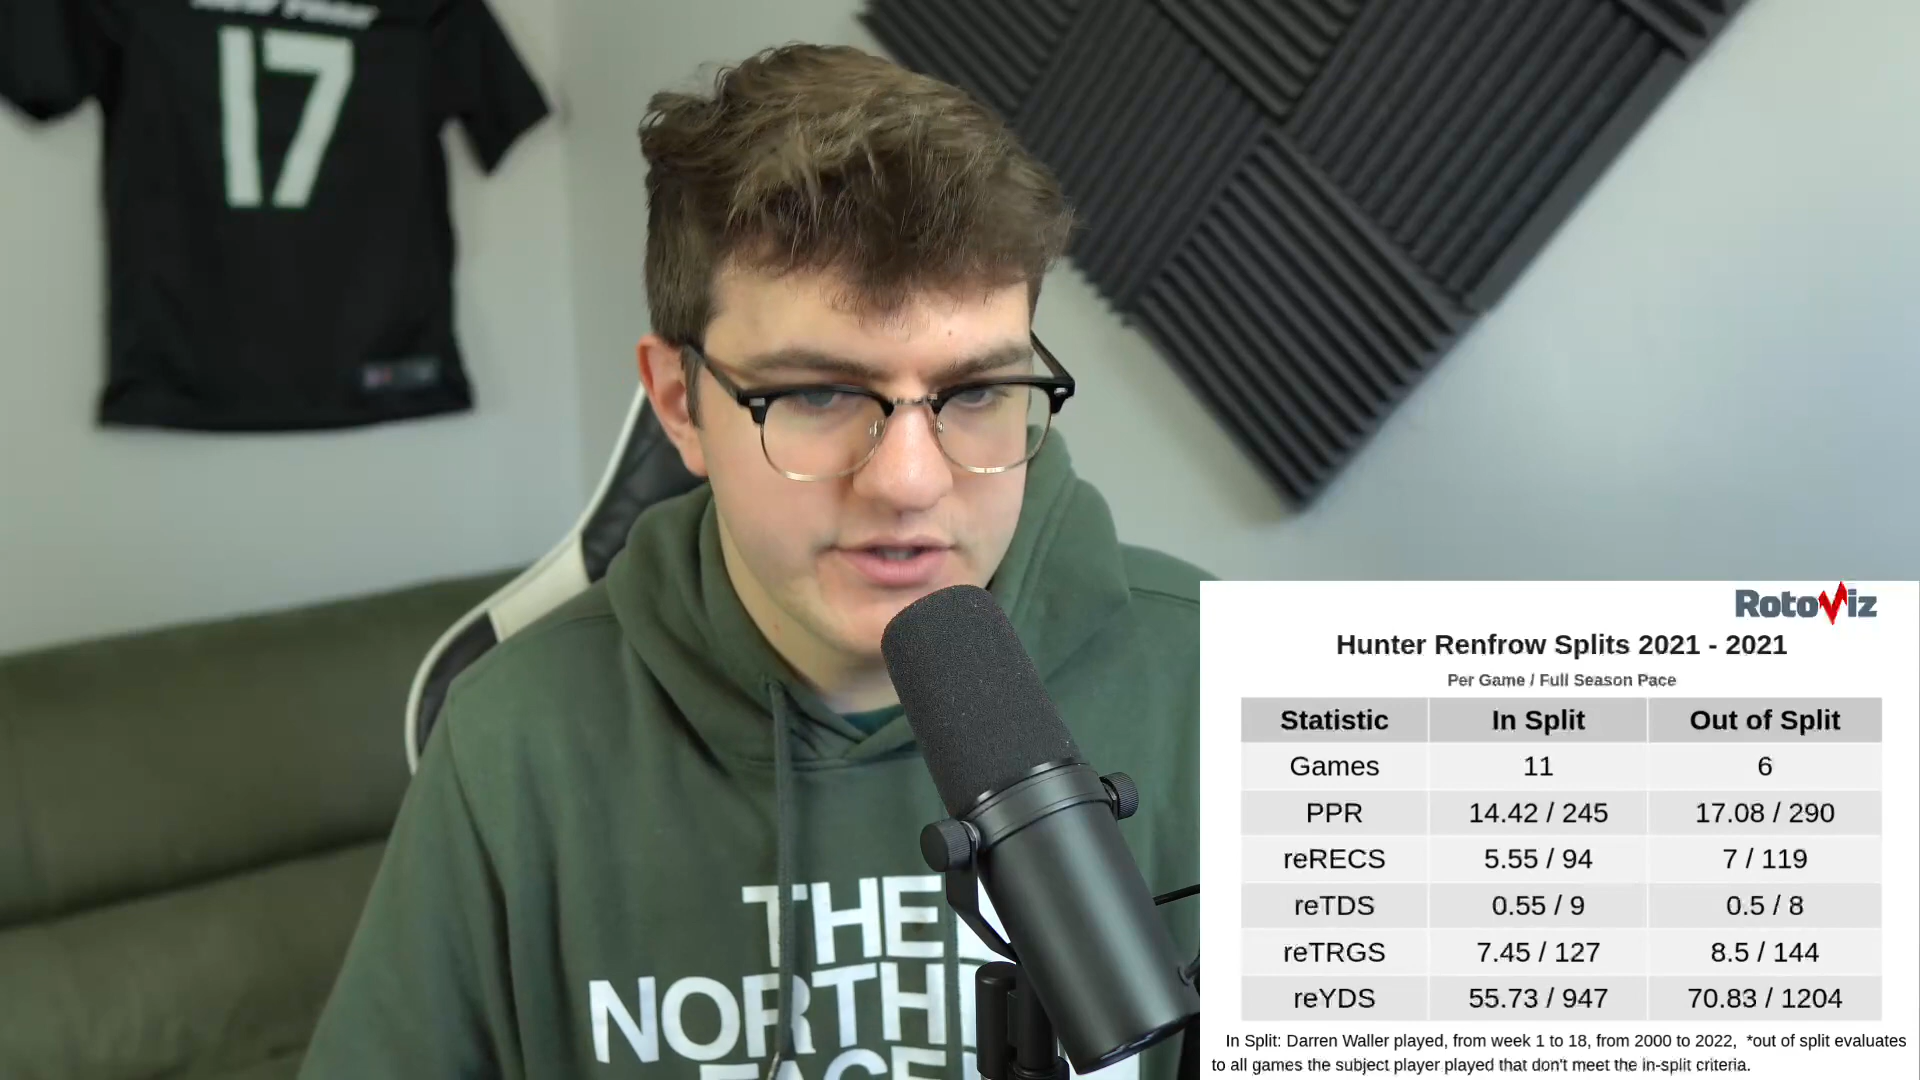 17
THE
NORTH
FACE
RotoViz
Hunter Renfrow Splits 2021 - 2021
Per Game / Full Season Pace
Statistic In Split Out of Split
Games 11 6
PPR 14.42 / 245 17.08 / 290
reRECS 5.55 / 94 7 / 119
reTDS 0.55 / 9 0.5 / 8
reTRGS 7.45 / 127 8.5 / 144
reYDS 55.73 / 947 70.83 / 1204
In Split: Darren Waller played, from week 1 to 18, from 2000 to 2022, *out of split evaluates
to all games the subject player played that don't meet the in-split criteria.